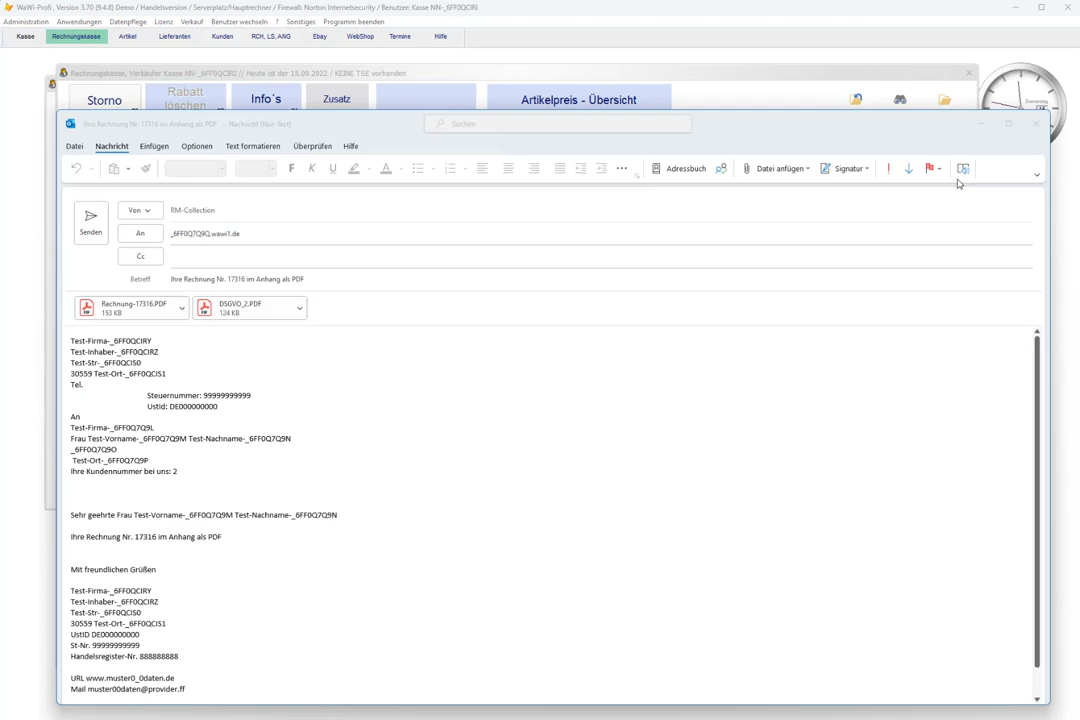 WaWi-Profi , Version 3.70 (9.4.8) Demo / Handelsversion / Serverplatz/Hauptrechner / Firewall: Norton Internetsecurity / Benutzer: Kasse NN-_6FF0QCIRI
Administration Anwendungen Datenpflege Lizenz Verkauf Benutzer wechseln ? Sonstiges Programm beenden
Kasse Rechnungskasse Artikel Lieferanten Kunden RCH, LS, ANG Ebay WebShop Termine Hilfe
Rechnungskasse, Verkäufer Kasse NN-_6FF0QCIRJ // Heute ist der 15.09.2022 / KEINE TSE vorhanden
Storno Rabatt löschen Info´s Zusatz Artikelpreis - Übersicht
Donnerstag
Ihre Rechnung Nr. 17316 im Anhang als PDF - Nachricht (Nur-Text)
Suchen
Datei Nachricht Einfügen Optionen Text formatieren Überprüfen Hilfe
F K U A Adressbuch Datei anfügen Signatur
Senden
Von RM-Collection
An _6FF0Q7Q9Q.wawi1.de
Cc
Betreff Ihre Rechnung Nr. 17316 im Anhang als PDF
Rechnung-17316.PDF
153 KB
DSGVO_2.PDF
124 KB
Test-Firma-_6FF0QCIRY
Test-Inhaber-_6FF0QCIRZ
Test-Str-_6FF0QCIS0
30559 Test-Ort-_6FF0QCIS1
Tel.
Steuernummer: 99999999999
UstId: DE000000000
An
Test-Firma-_6FF0Q7Q9L
Frau Test-Vorname-_6FF0Q7Q9M Test-Nachname-_6FF0Q7Q9N
_6FF0Q7Q9O
Test-Ort-_6FF0Q7Q9P
Ihre Kundennummer bei uns: 2
Sehr geehrte Frau Test-Vorname-_6FF0Q7Q9M Test-Nachname-_6FF0Q7Q9N
Ihre Rechnung Nr. 17316 im Anhang als PDF
Mit freundlichen Grüßen
Test-Firma-_6FF0QCIRY
Test-Inhaber-_6FF0QCIRZ
Test-Str-_6FF0QCIS0
30559 Test-Ort-_6FF0QCIS1
UstID DE000000000
St-Nr. 99999999999
Handelsregister-Nr. 888888888
URL www.muster0_0daten.de
Mail muster00daten@provider.ff